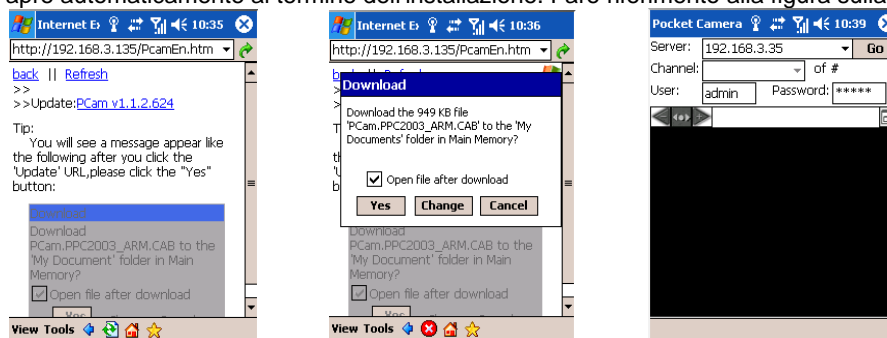 apre automaticamente al termine dell'installazione. Fare riferimento alla figura sulla
Internet E 10:35
http://192.168.3.135/PcamEn.htm
back || Refresh
>>
>>Update:PCam v1.1.2.624
Tip:
You will see a message appear like
the following after you click the
'Update' URL,please click the "Yes"
button:
Download
Download
PCam.PPC2003_ARM.CAB to the
'My Document' folder in Main
Memory?
Open file after download
Yes
View Tools
Internet E 10:36
http://192.168.3.135/PcamEn.htm
Download
Download the 949 KB file
'PCam.PPC2003_ARM.CAB' to the 'My
Documents' folder in Main Memory?
Open file after download
Yes Change Cancel
Download
PCam.PPC2003_ARM.CAB to the
'My Document' folder in Main
Memory?
Open file after download
Yes
View Tools
Pocket Camera 10:39
Server: 192.168.3.35 Go
Channel: of #
User: admin Password: *****